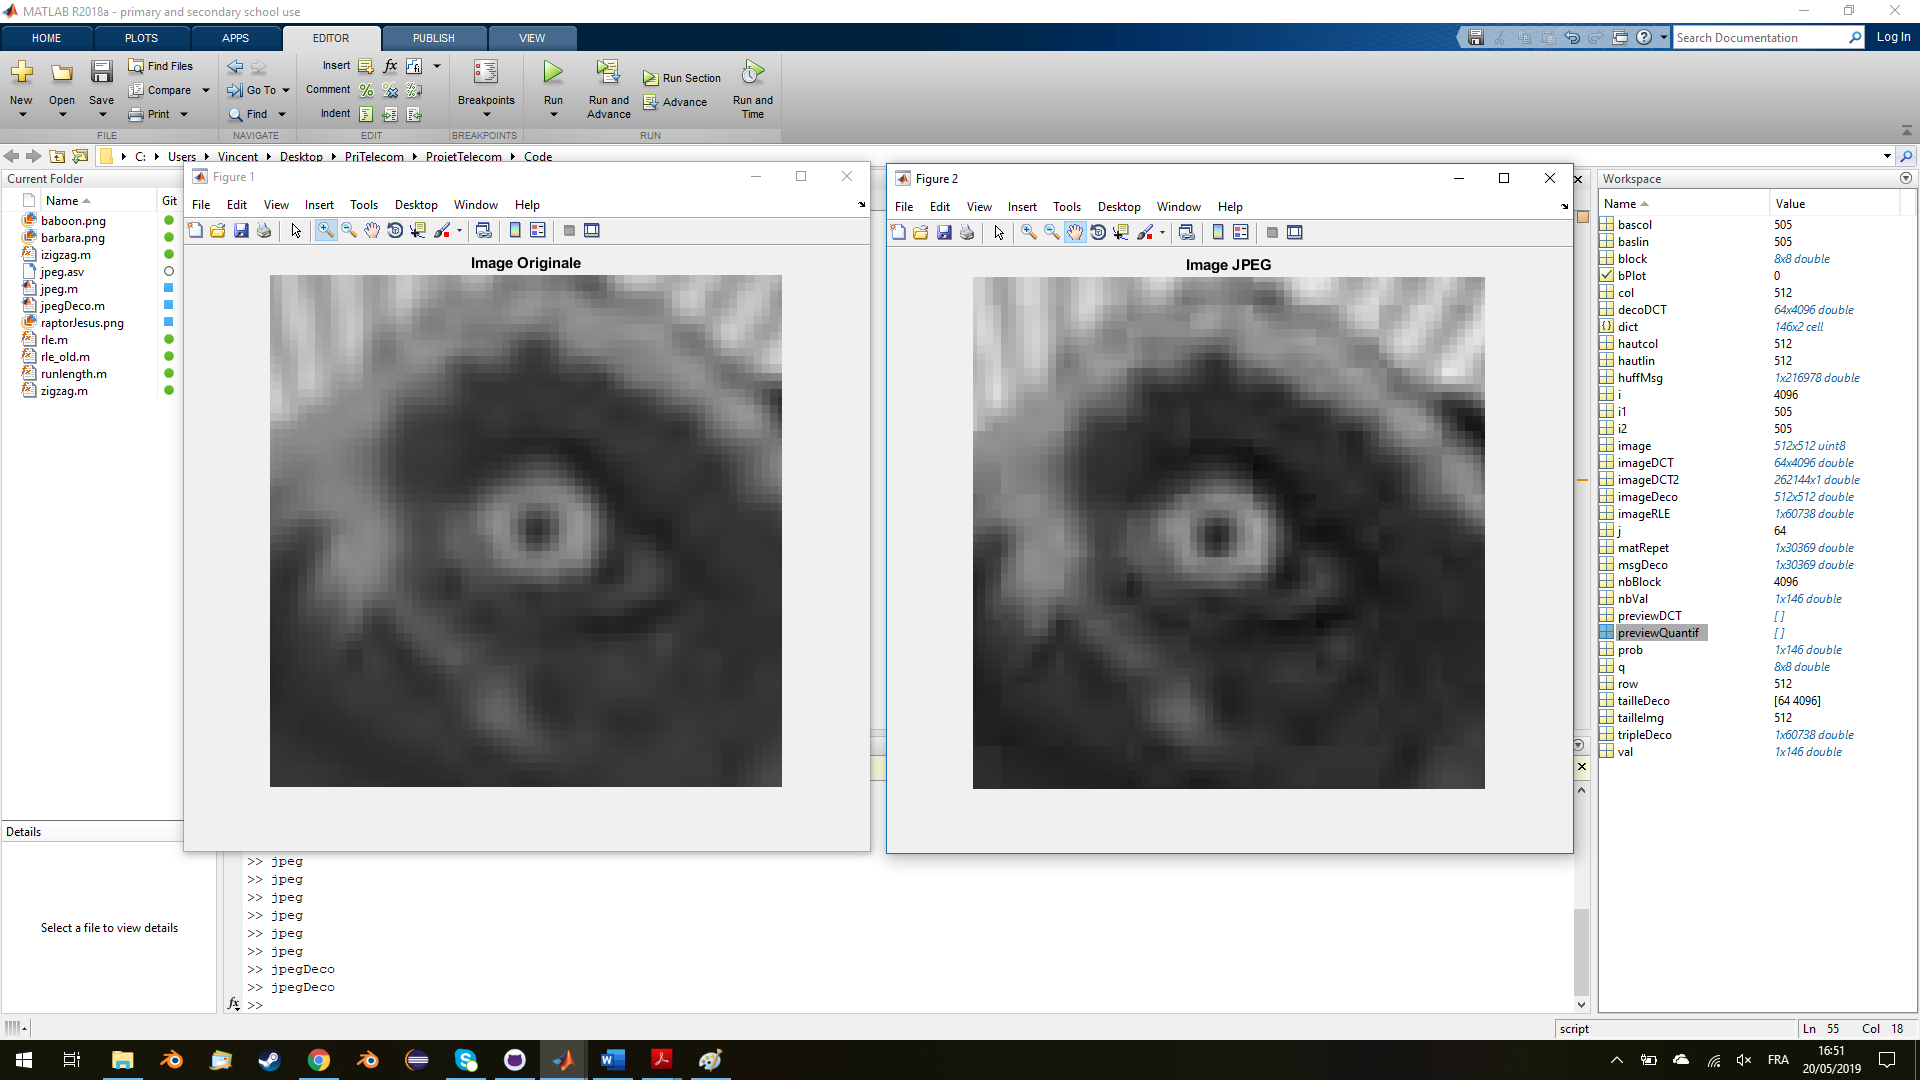 MATLAB R2018a - primary and secondary school use
HOME PLOTS APPS EDITOR PUBLISH VIEW
Search Documentation
Log In
New Open Save
Find Files
Compare
Print
FILE
Go To
Find
NAVIGATE
Insert fx
Comment
Indent
EDIT
Breakpoints
BREAKPOINTS
Run
Run and Advance
Run Section
Advance
Run and Time
RUN
C: Users Vincent Desktop PriTelecom ProjetTelecom Code
Current Folder
Name Git
baboon.png
barbara.png
izigzag.m
jpeg.asv
jpeg.m
jpegDeco.m
raptorJesus.png
rle.m
rle_old.m
runlength.m
zigzag.m
Details
Select a file to view details
Figure 1
File Edit View Insert Tools Desktop Window Help
Image Originale
Figure 2
File Edit View Insert Tools Desktop Window Help
Image JPEG
>> jpeg
>> jpeg
>> jpeg
>> jpeg
>> jpeg
>> jpeg
>> jpegDeco
>> jpegDeco
fx >>
Workspace
Name Value
bascol 505
baslin 505
block 8x8 double
bPlot 0
col 512
decoDCT 64x4096 double
dict 146x2 cell
hautcol 512
hautlin 512
huffMsg 1x216978 double
i 4096
i1 505
i2 505
image 512x512 uint8
imageDCT 64x4096 double
imageDCT2 262144x1 double
imageDeco 512x512 double
imageRLE 1x60738 double
j 64
matRepet 1x30369 double
msgDeco 1x30369 double
nbBlock 4096
nbVal 1x146 double
previewDCT []
previewQuantif []
prob 1x146 double
q 8x8 double
row 512
tailleDeco [64 4096]
tailleImg 512
tripleDeco 1x60738 double
val 1x146 double
script
Ln 55 Col 18
FRA
16:51
20/05/2019